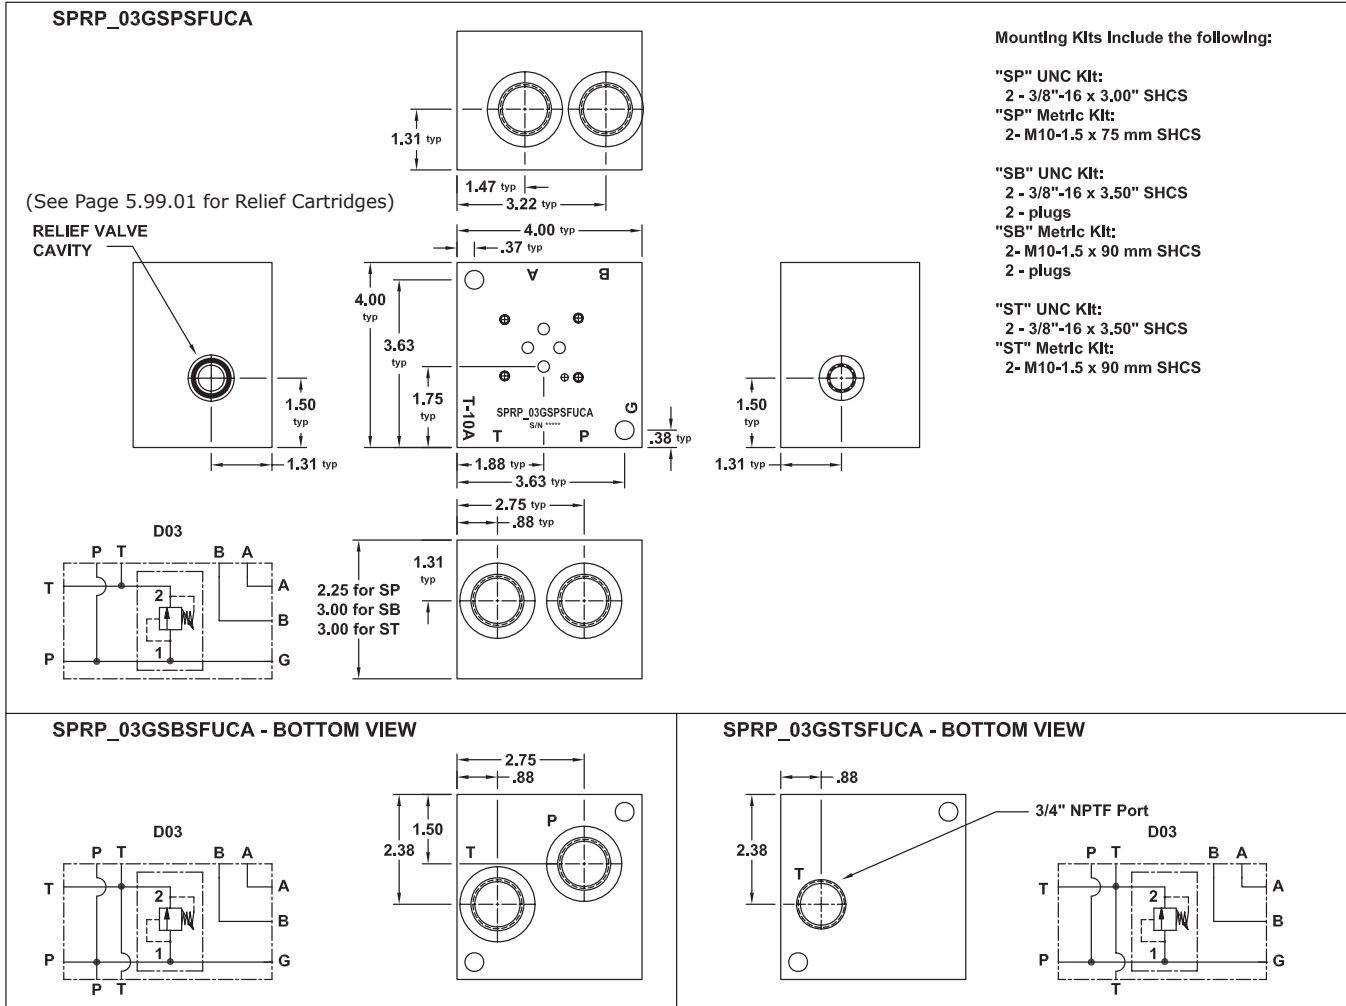 SPRP_03GSPSFUCA
Mounting Kits Include the following:
"SP" UNC Kit:
2 - 3/8"-16 x 3.00" SHCS
"SP" Metric Kit:
2- M10-1.5 x 75 mm SHCS
"SB" UNC Kit:
2 - 3/8"-16 x 3.50" SHCS
2 - plugs
"SB" Metric Kit:
2- M10-1.5 x 90 mm SHCS
2 - plugs
"ST" UNC Kit:
2 - 3/8"-16 x 3.50" SHCS
"ST" Metric Kit:
2- M10-1.5 x 90 mm SHCS
1.31 typ
1.47 typ
3.22 typ
(See Page 5.99.01 for Relief Cartridges)
RELIEF VALVE
CAVITY
4.00 typ
.37 typ
A B
4.00
typ
3.63
typ
1.75
typ
1.50
typ
1.31 typ
T-10A
SPRP_03GSPSFUCA
S/N *****
T P
G
.38 typ
1.50
typ
1.31 typ
1.88 typ
3.63 typ
2.75 typ
.88 typ
1.31
typ
2.25 for SP
3.00 for SB
3.00 for ST
D03
P T B A
T A
2
B
1
P G
SPRP_03GSBSFUCA - BOTTOM VIEW
D03
P T B A
T A
2
B
1
P G
P T
2.75
.88
1.50
2.38
P
T
SPRP_03GSTSFUCA - BOTTOM VIEW
.88
2.38
T
3/4" NPTF Port
D03
P T B A
T A
2
B
1
P G
T